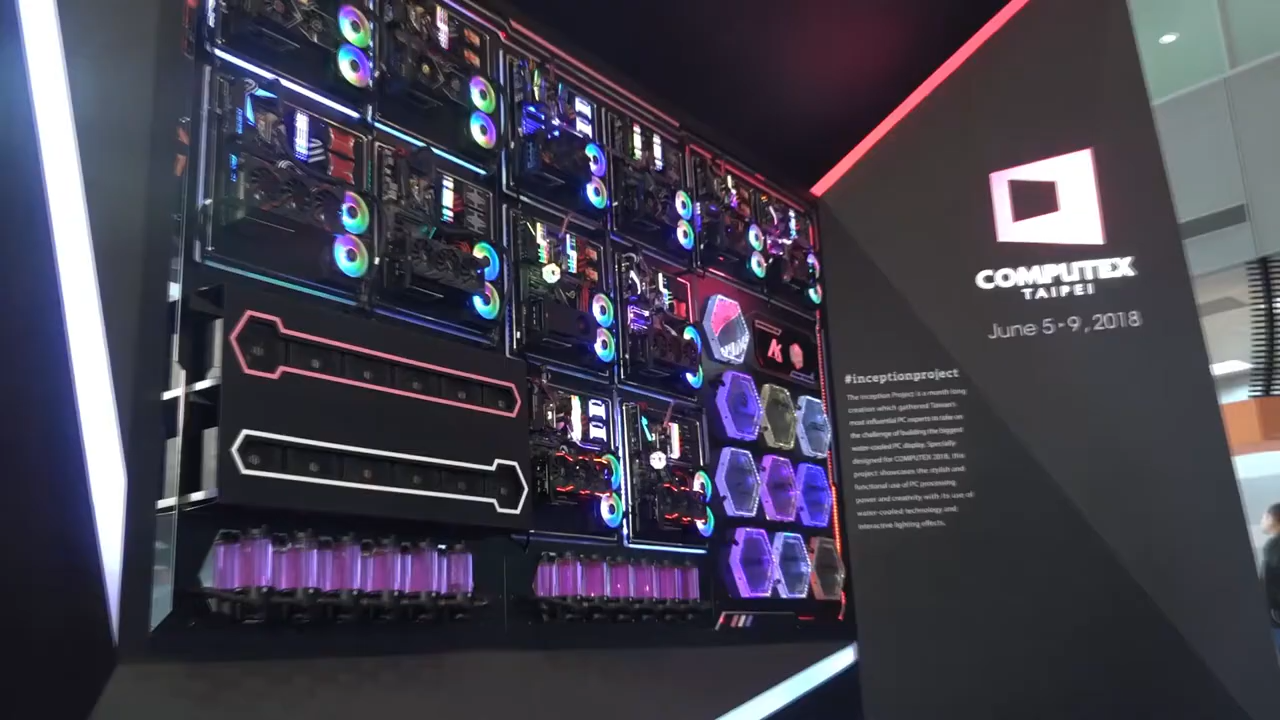 COMPUTEX
TAIPEI
June 5-9, 2018
#inceptionproject
The Inception Project is a month-long
creation which gathered Taiwan's
most influential PC experts to take on
the challenge of building the biggest
water-cooled PC display. Specially
designed for COMPUTEX 2018, this
project showcases the stylish and
functional use of PC processing
power and creativity with its use of
water-cooled technology and
interactive lighting effects.